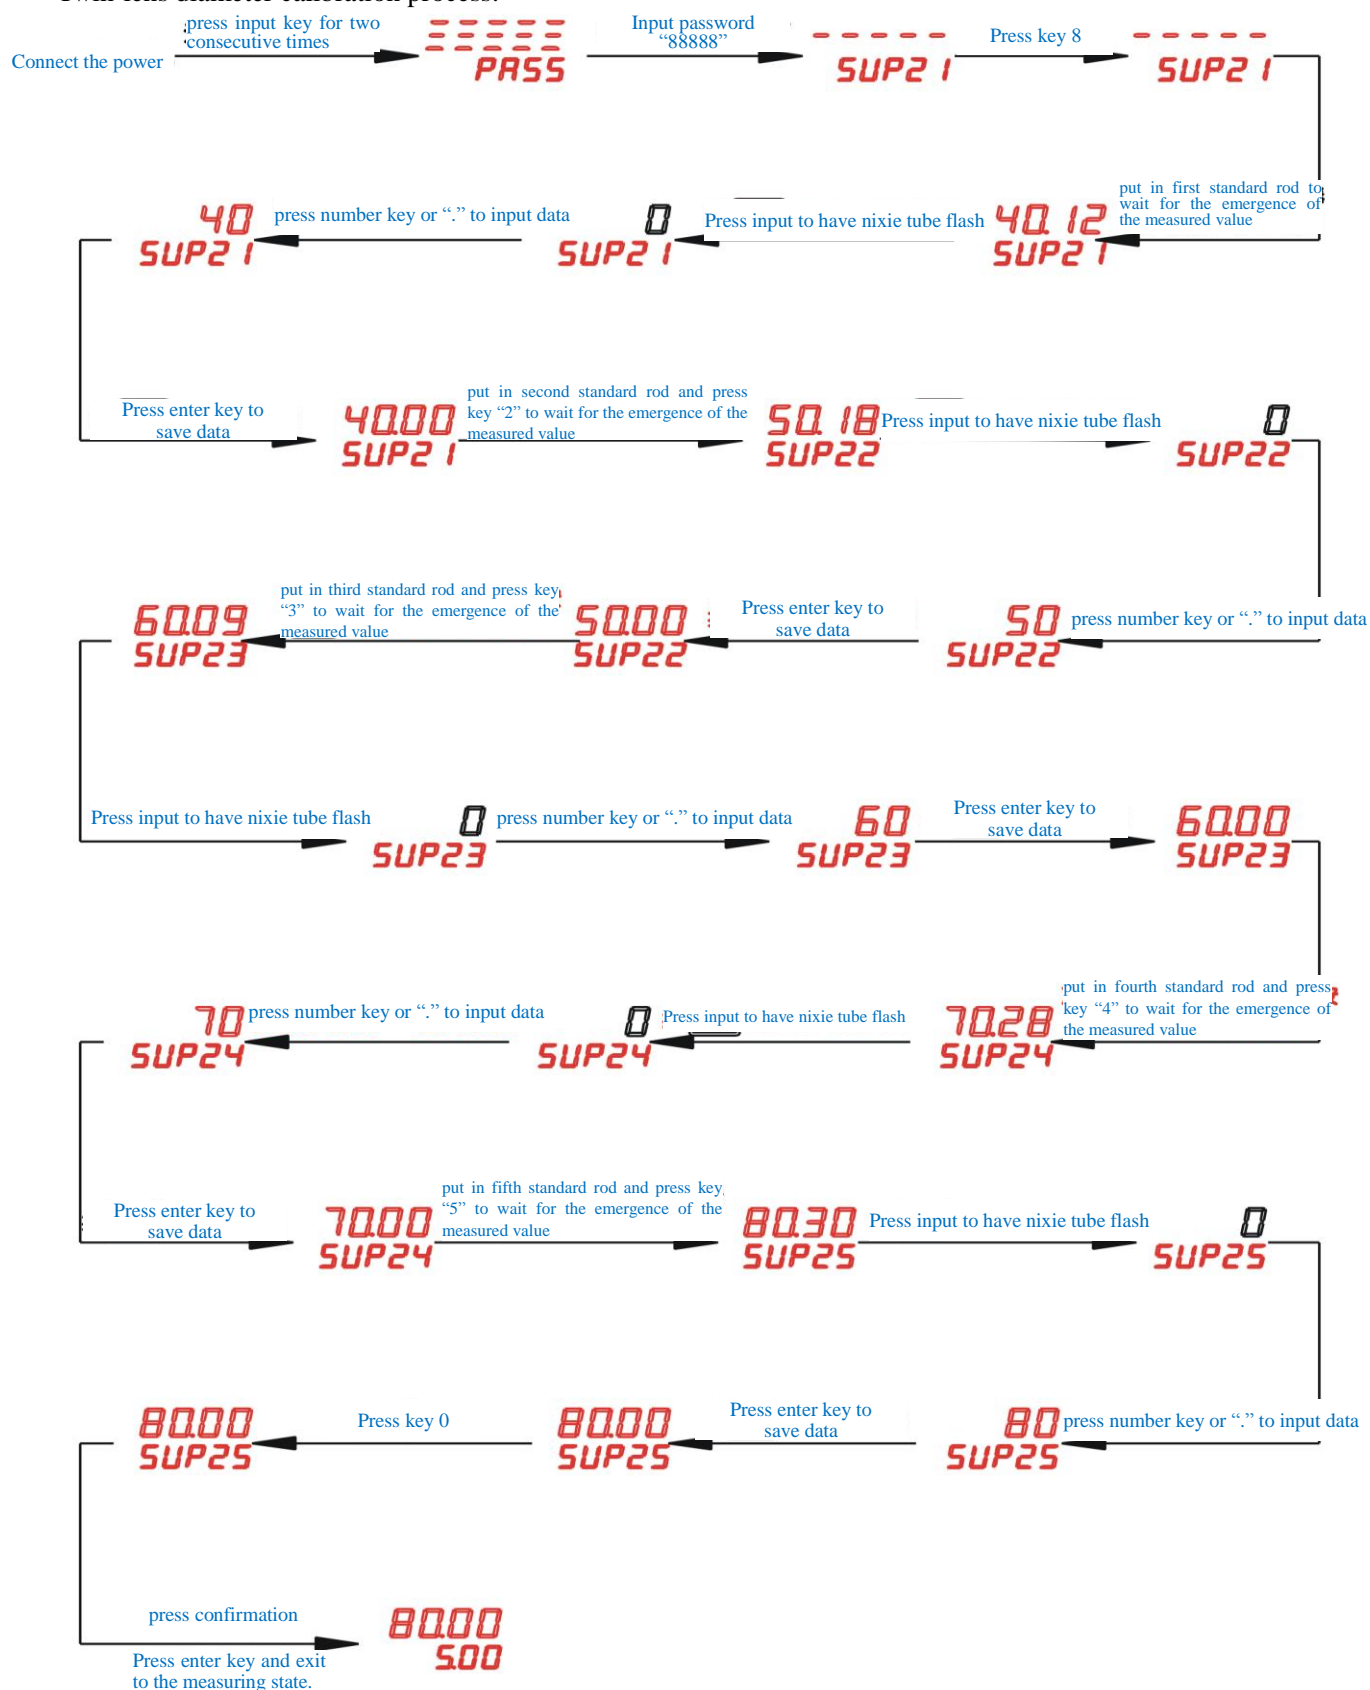 Twin-lens diameter calibration process:
press input key for two
consecutive times
Connect the power
PASS
Input password
“88888”
- - - - -
SUP21
Press key 8
- - - - -
SUP21
put in first standard rod to
wait for the emergence of
the measured value
40.12
SUP21
Press input to have nixie tube flash
0
SUP21
press number key or “.” to input data
40
SUP21
Press enter key to
save data
40.00
SUP21
put in second standard rod and press
key “2” to wait for the emergence of the
measured value
50.18
SUP22
Press input to have nixie tube flash
0
SUP22
press number key or “.” to input data
50
SUP22
Press enter key to
save data
50.00
SUP22
put in third standard rod and press key
“3” to wait for the emergence of the
measured value
60.09
SUP23
Press input to have nixie tube flash
0
SUP23
press number key or “.” to input data
60
SUP23
Press enter key to
save data
60.00
SUP23
put in fourth standard rod and press
key “4” to wait for the emergence of
the measured value
70.28
SUP24
Press input to have nixie tube flash
0
SUP24
press number key or “.” to input data
70
SUP24
Press enter key to
save data
70.00
SUP24
put in fifth standard rod and press key
“5” to wait for the emergence of the
measured value
80.30
SUP25
Press input to have nixie tube flash
0
SUP25
press number key or “.” to input data
80
SUP25
Press enter key to
save data
80.00
SUP25
Press key 0
80.00
SUP25
press confirmation
Press enter key and exit
to the measuring state.
80.00
5.00